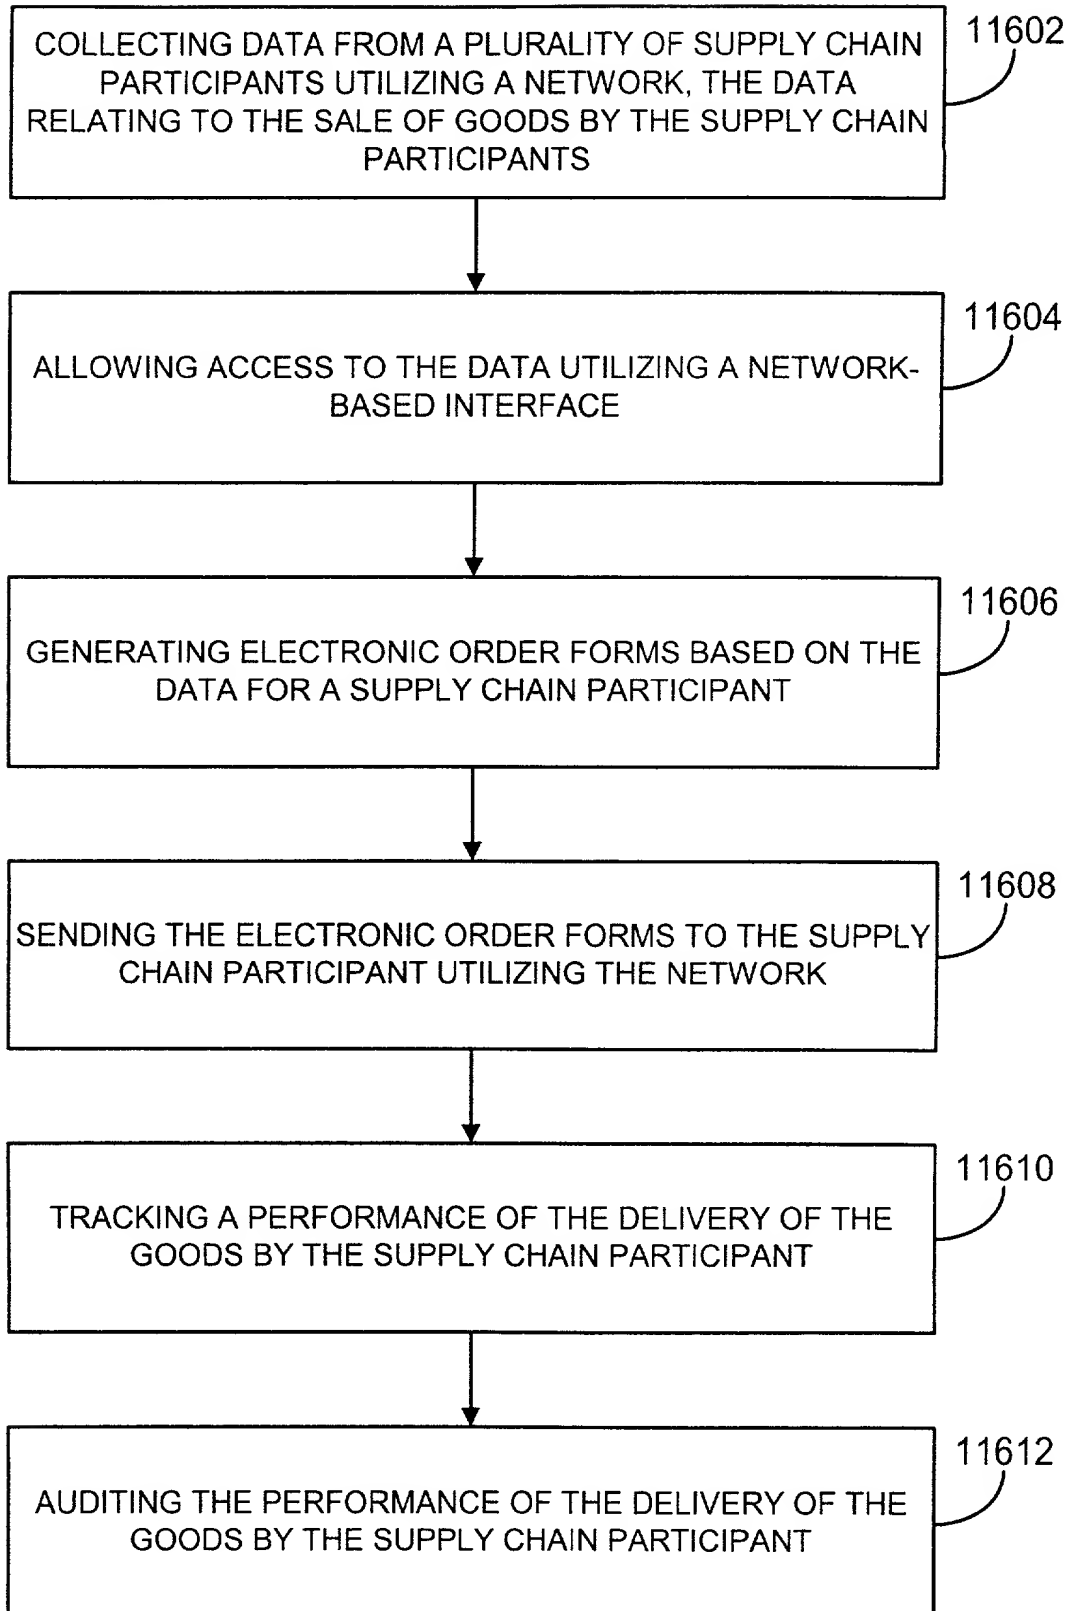 COLLECTING DATA FROM A PLURALITY OF SUPPLY CHAIN
PARTICIPANTS UTILIZING A NETWORK, THE DATA
RELATING TO THE SALE OF GOODS BY THE SUPPLY CHAIN
PARTICIPANTS
11602
ALLOWING ACCESS TO THE DATA UTILIZING A NETWORK-
BASED INTERFACE
11604
GENERATING ELECTRONIC ORDER FORMS BASED ON THE
DATA FOR A SUPPLY CHAIN PARTICIPANT
11606
SENDING THE ELECTRONIC ORDER FORMS TO THE SUPPLY
CHAIN PARTICIPANT UTILIZING THE NETWORK
11608
TRACKING A PERFORMANCE OF THE DELIVERY OF THE
GOODS BY THE SUPPLY CHAIN PARTICIPANT
11610
AUDITING THE PERFORMANCE OF THE DELIVERY OF THE
GOODS BY THE SUPPLY CHAIN PARTICIPANT
11612